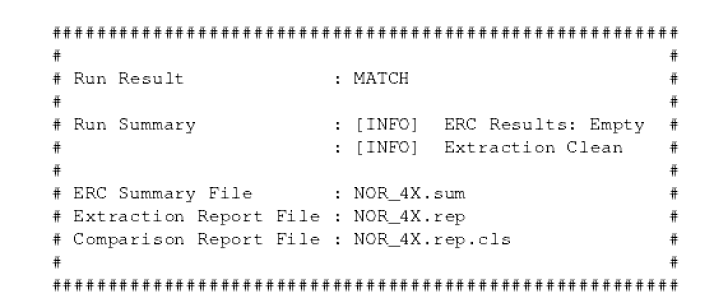 ########################################################
#                                                      #
# Run Result             : MATCH                       #
#                                                      #
# Run Summary            : [INFO]  ERC Results: Empty  #
#                        : [INFO]  Extraction Clean    #
#                                                      #
# ERC Summary File       : NOR_4X.sum                  #
# Extraction Report File : NOR_4X.rep                  #
# Comparison Report File : NOR_4X.rep.cls              #
#                                                      #
########################################################